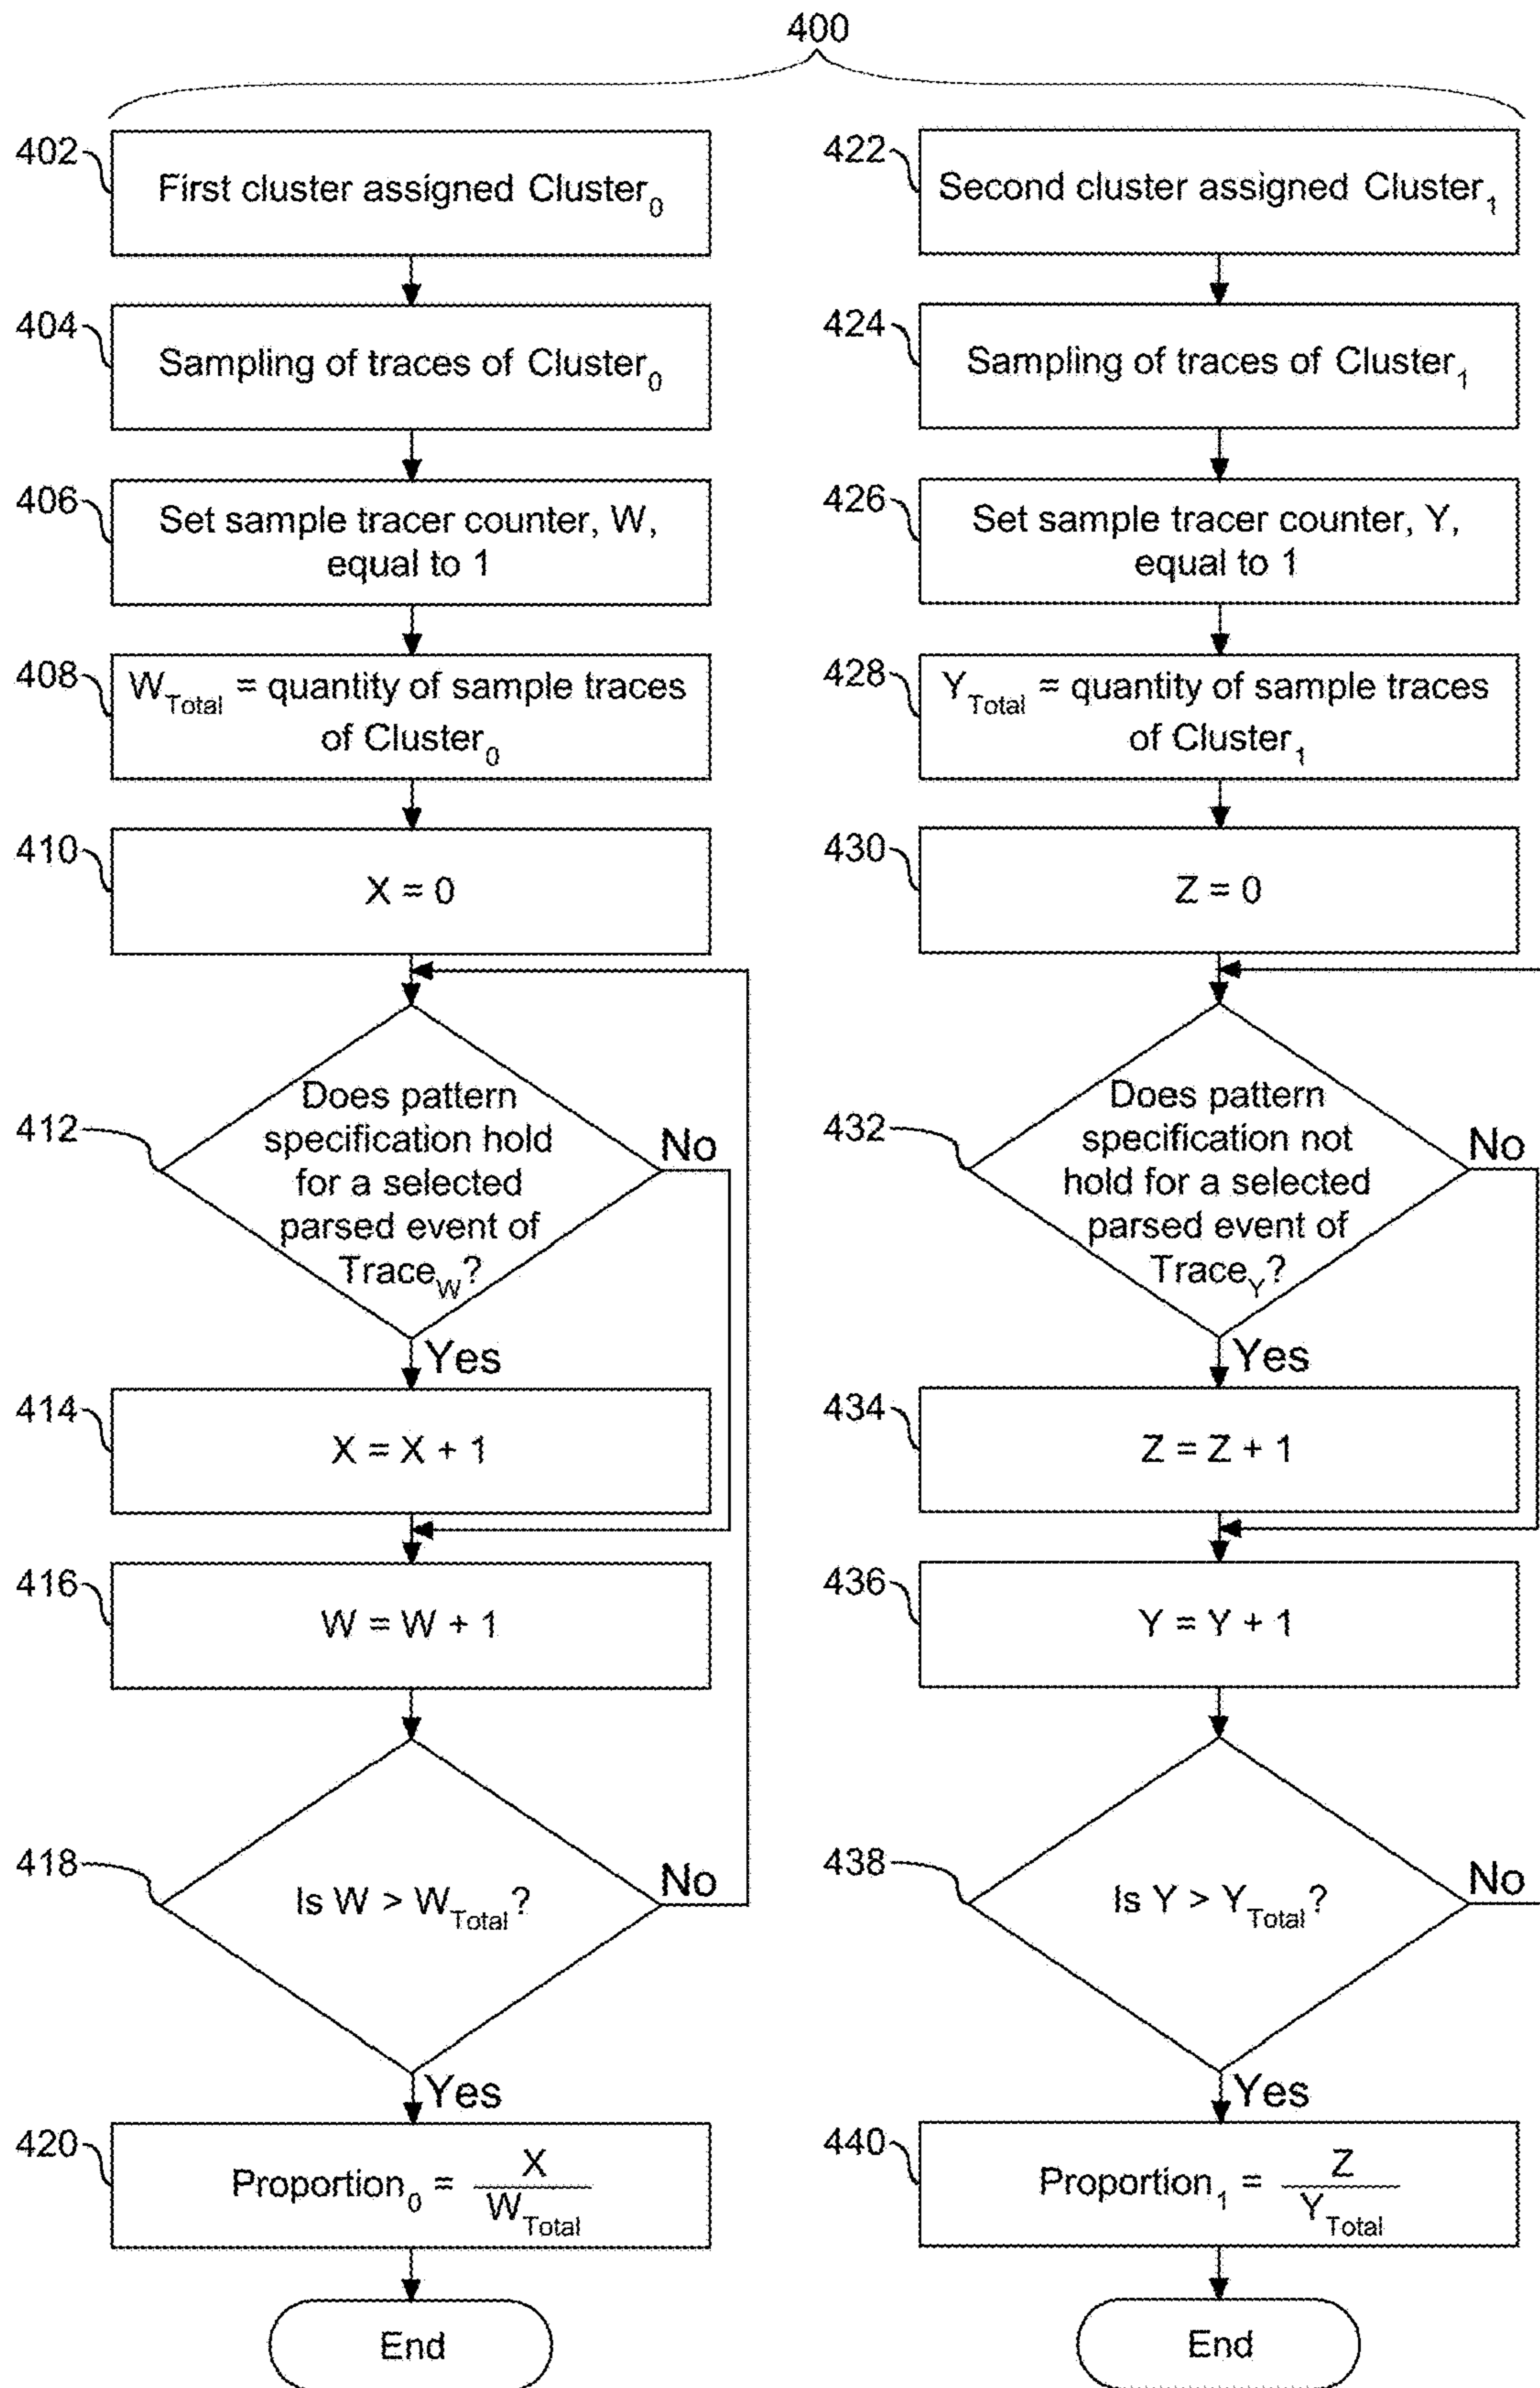 400
402
First cluster assigned Cluster0
404
Sampling of traces of Cluster0
406
Set sample tracer counter, W,
equal to 1
408
WTotal = quantity of sample traces
of Cluster0
410
X = 0
412
Does pattern
specification hold
for a selected
parsed event of
TraceW?
No
Yes
414
X = X + 1
416
W = W + 1
418
Is W > WTotal?
No
Yes
420
Proportion0 = X
WTotal
End
422
Second cluster assigned Cluster1
424
Sampling of traces of Cluster1
426
Set sample tracer counter, Y,
equal to 1
428
YTotal = quantity of sample traces
of Cluster1
430
Z = 0
432
Does pattern
specification not
hold for a selected
parsed event of
TraceY?
No
Yes
434
Z = Z + 1
436
Y = Y + 1
438
Is Y > YTotal?
No
Yes
440
Proportion1 = Z
YTotal
End